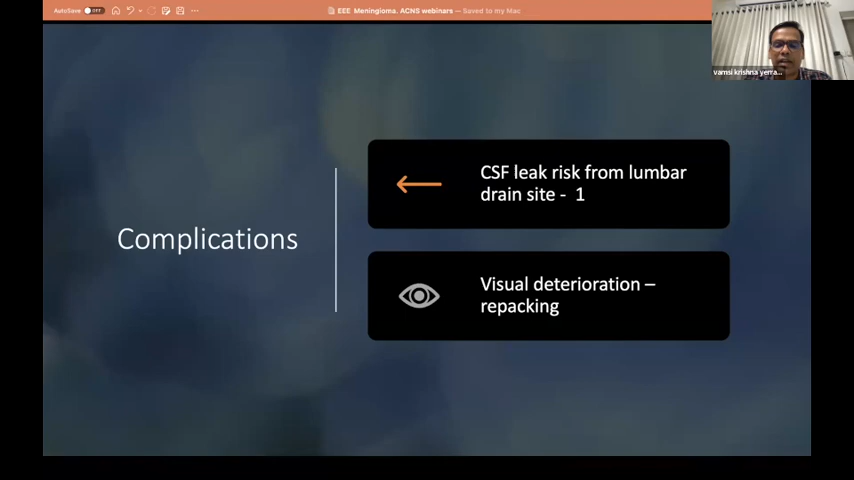 AutoSave OFF
EEE Meningioma. ACNS webinars — Saved to my Mac
vamsi krishna yerra...
CSF leak risk from lumbar
drain site - 1
Complications
Visual deterioration –
repacking